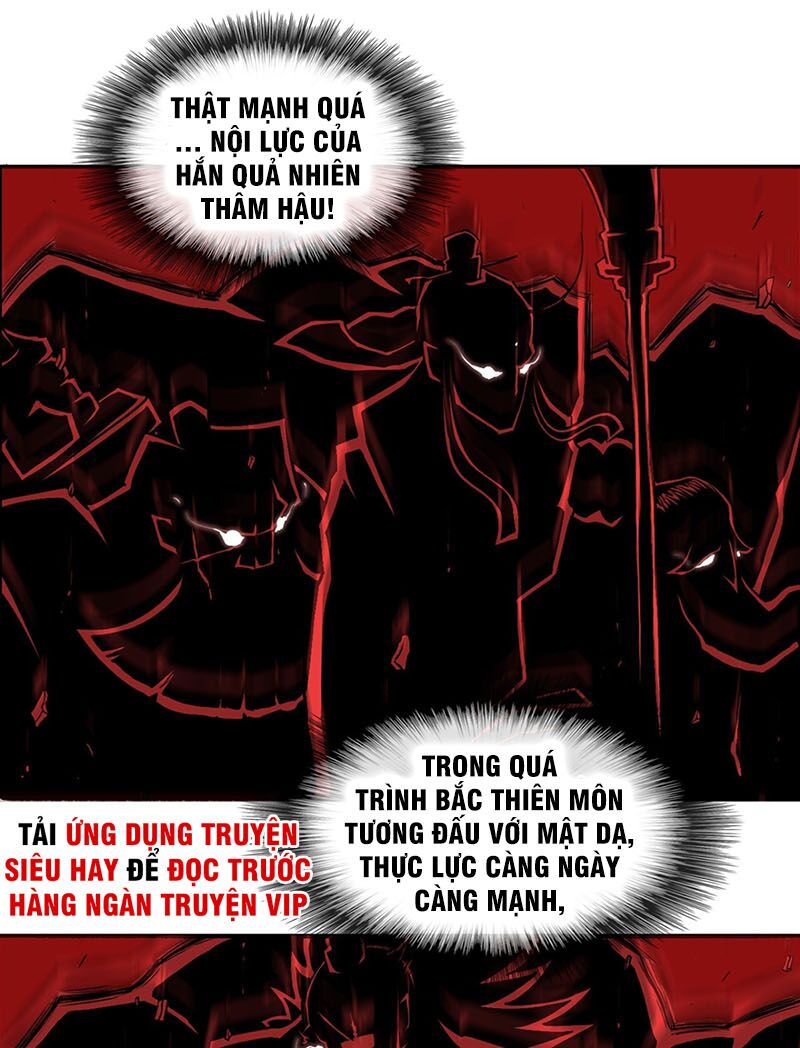 THẬT MẠNH QUÁ
... NỘI LỰC CỦA
HẮN QUẢ NHIÊN
THÂM HẬU!
TRONG QUÁ
TRÌNH BẮC THIÊN MÔN
TƯƠNG ĐẤU VỚI MẬT DẠ,
THỰC LỰC CÀNG NGÀY
CÀNG MẠNH,
TẢI ỨNG DỤNG TRUYỆN
SIÊU HAY ĐỂ ĐỌC TRƯỚC
HÀNG NGÀN TRUYỆN VIP